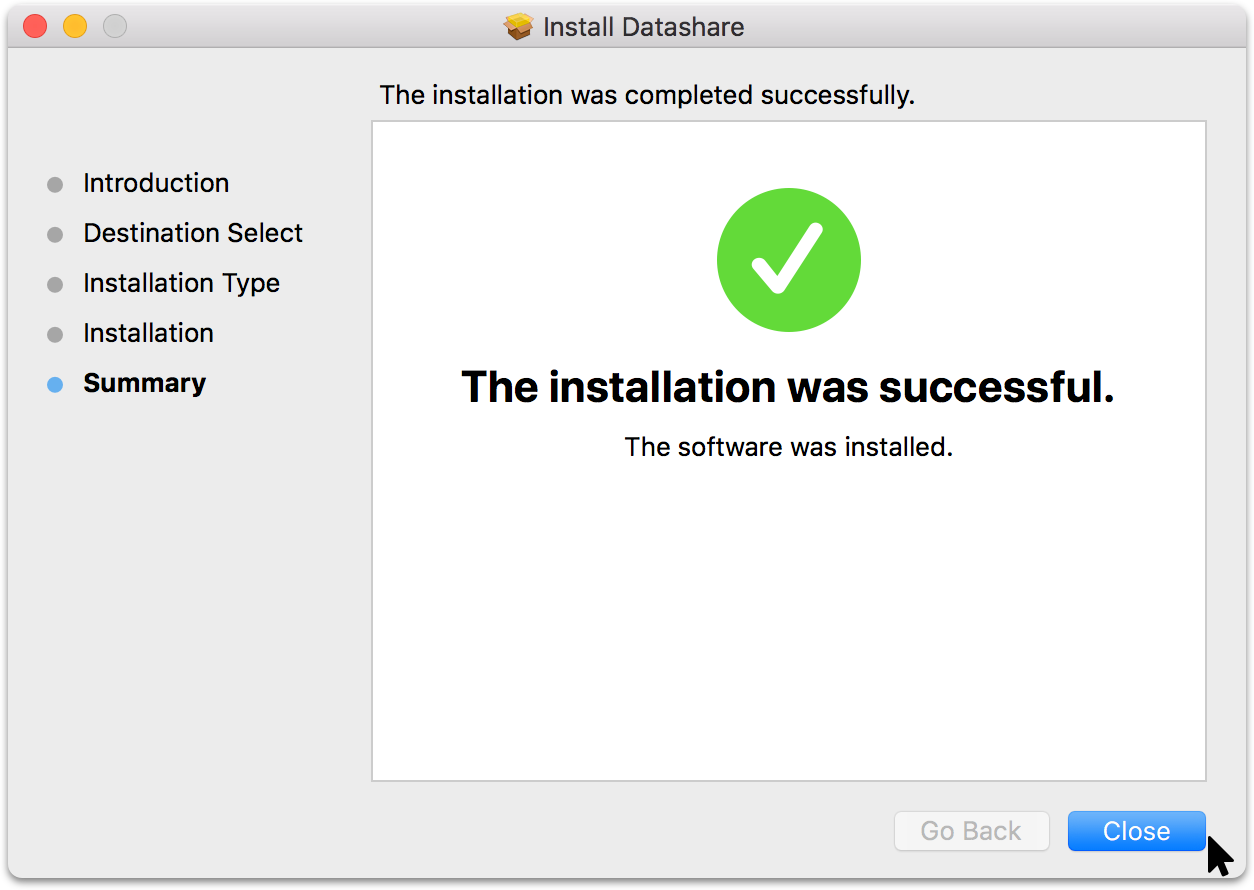 Install Datashare
The installation was completed successfully.
Introduction
Destination Select
Installation Type
Installation
Summary
The installation was successful.
The software was installed.
Go Back
Close